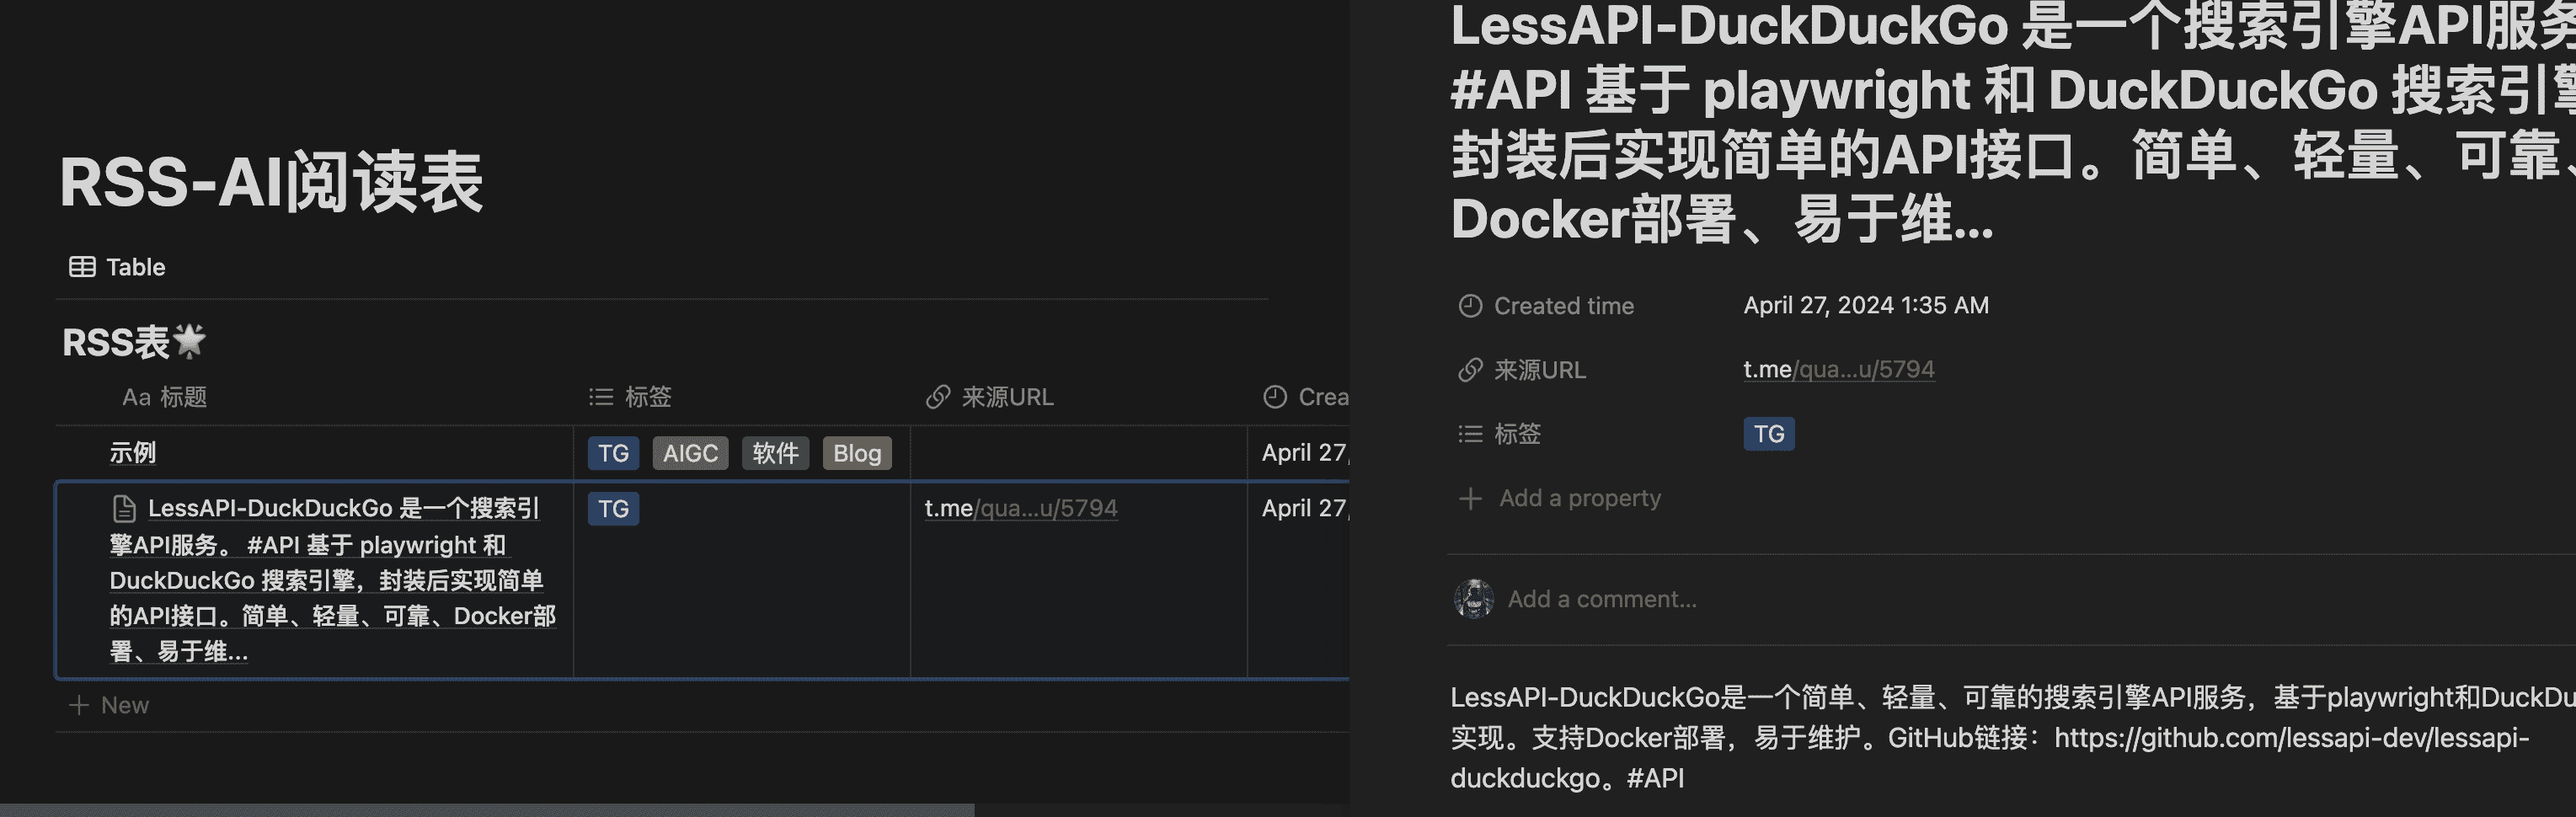 RSS-AI阅读表
Table
RSS表
Aa 标题
标签
来源URL
Crea
示例
TG AIGC 软件 Blog
April 27,
LessAPI-DuckDuckGo 是一个搜索引
擎API服务。 #API 基于 playwright 和
DuckDuckGo 搜索引擎，封装后实现简单
的API接口。简单、轻量、可靠、Docker部
署、易于维...
TG
t.me/qua...u/5794
April 27,
New
LessAPI-DuckDuckGo 是一个搜索引擎API服务
#API 基于 playwright 和 DuckDuckGo 搜索引擎
封装后实现简单的API接口。简单、轻量、可靠、
Docker部署、易于维...
Created time April 27, 2024 1:35 AM
来源URL t.me/qua...u/5794
标签 TG
Add a property
Add a comment...
LessAPI-DuckDuckGo是一个简单、轻量、可靠的搜索引擎API服务，基于playwright和DuckDu
实现。支持Docker部署，易于维护。GitHub链接：https://github.com/lessapi-dev/lessapi-
duckduckgo。#API